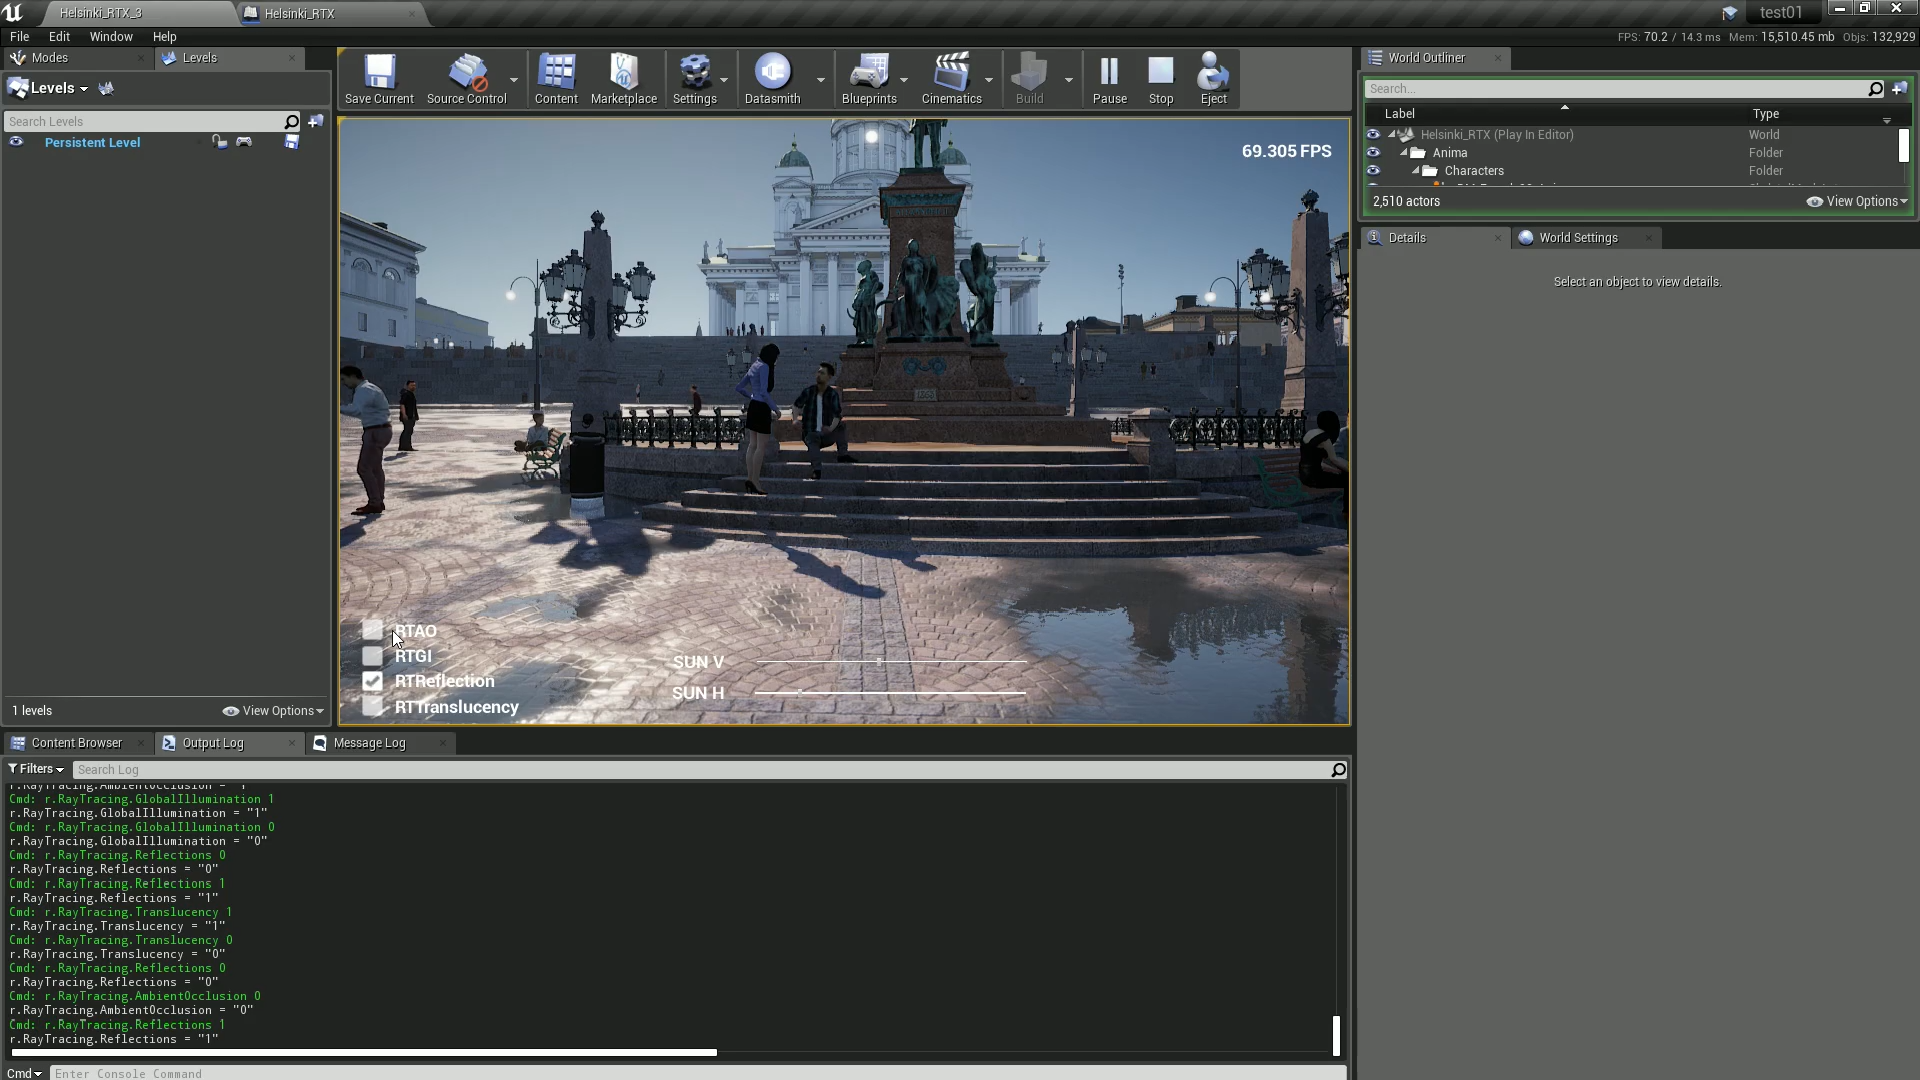 Helsinki_RTX_3
Helsinki_RTX
test01
File Edit Window Help
FPS: 70.2 / 14.3 ms Mem: 15,510.45 mb Objs: 132,929
Modes
Levels
Levels
Search Levels
Persistent Level
1 levels
View Options
Save Current
Source Control
Content
Marketplace
Settings
Datasmith
Blueprints
Cinematics
Build
Pause
Stop
Eject
69.305 FPS
RTAO
RTGI
RTReflection
RTTranslucency
SUN V
SUN H
World Outliner
Search...
Label Type
Helsinki_RTX (Play In Editor) World
Anima Folder
Characters Folder
2,510 actors
View Options
Details
World Settings
Select an object to view details.
Content Browser
Output Log
Message Log
Filters
Search Log
r.RayTracing.AmbientOcclusion = "1"
Cmd: r.RayTracing.GlobalIllumination 1
r.RayTracing.GlobalIllumination = "1"
Cmd: r.RayTracing.GlobalIllumination 0
r.RayTracing.GlobalIllumination = "0"
Cmd: r.RayTracing.Reflections 0
r.RayTracing.Reflections = "0"
Cmd: r.RayTracing.Reflections 1
r.RayTracing.Reflections = "1"
Cmd: r.RayTracing.Translucency 1
r.RayTracing.Translucency = "1"
Cmd: r.RayTracing.Translucency 0
r.RayTracing.Translucency = "0"
Cmd: r.RayTracing.Reflections 0
r.RayTracing.Reflections = "0"
Cmd: r.RayTracing.AmbientOcclusion 0
r.RayTracing.AmbientOcclusion = "0"
Cmd: r.RayTracing.Reflections 1
r.RayTracing.Reflections = "1"
Cmd
Enter Console Command